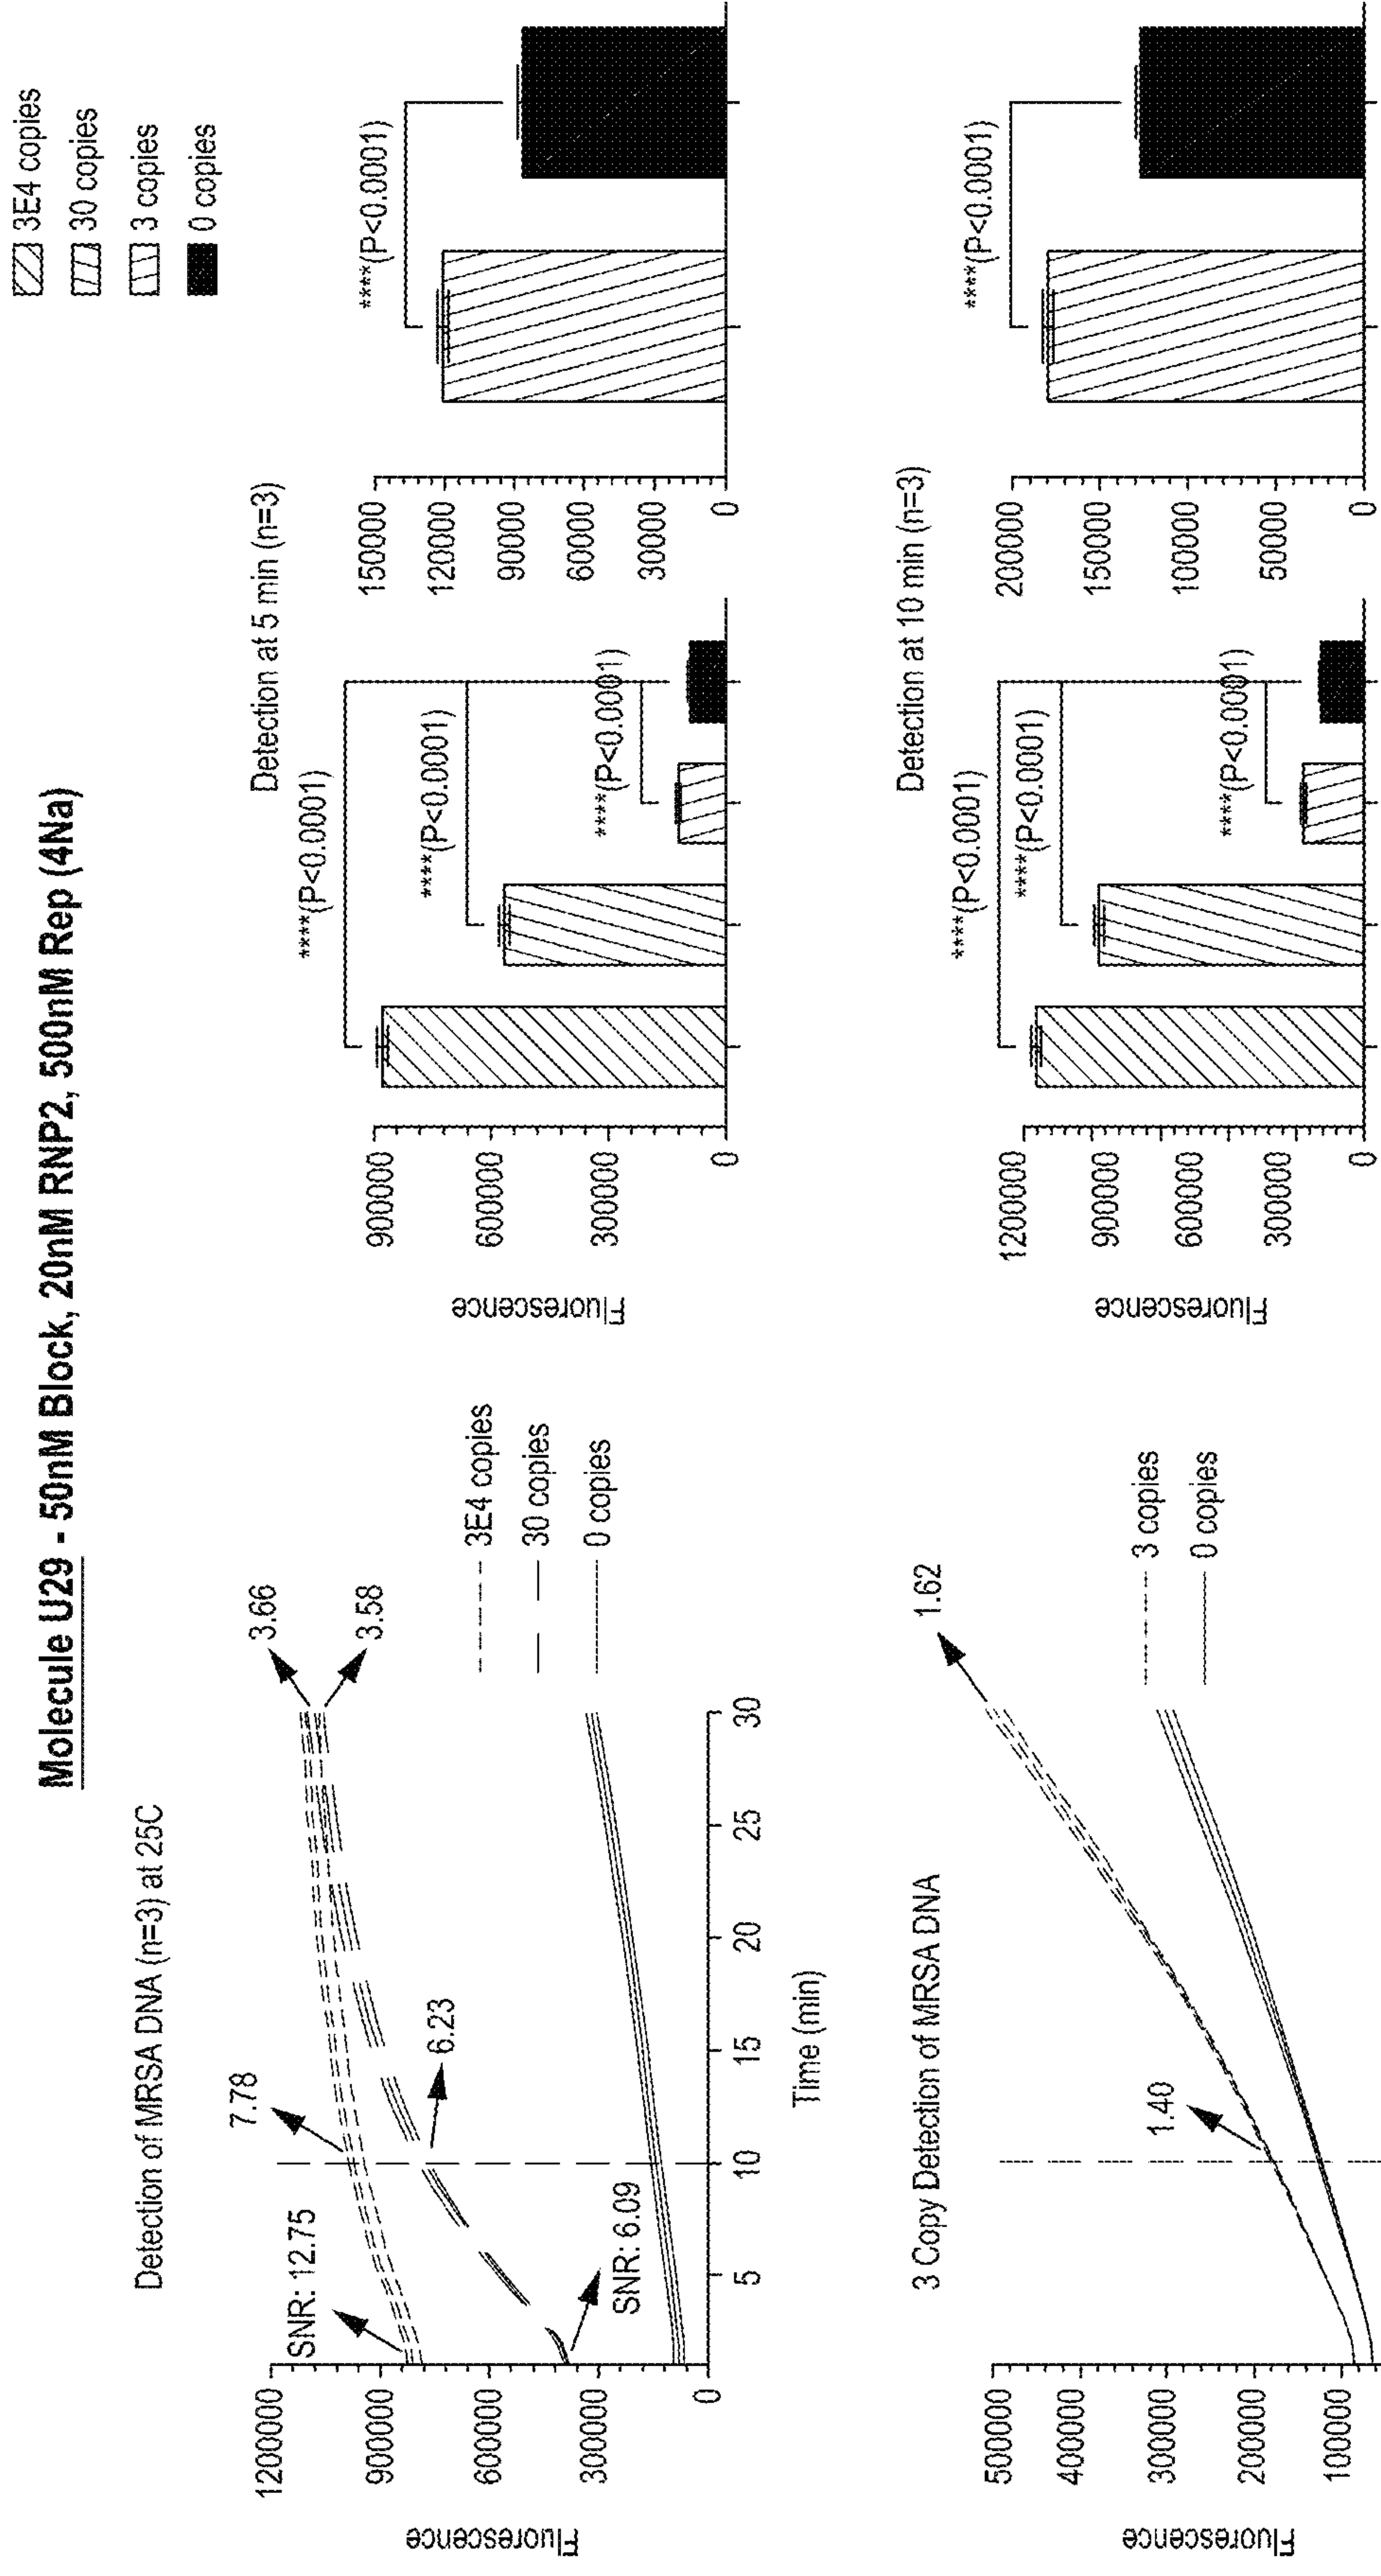 Molecule U29 - 50nM Block, 20nM RNP2, 500nM Rep (4Na)
3E4 copies
30 copies
3 copies
0 copies
Detection of MRSA DNA (n=3) at 25C
Fluorescence
1200000
900000
600000
300000
0
5
10
15
20
25
30
Time (min)
SNR: 12.75
7.78
3.66
3.58
6.23
SNR: 6.09
3E4 copies
30 copies
0 copies
Detection at 5 min (n=3)
Fluorescence
900000
600000
300000
0
****(P<0.0001)
****(P<0.0001)
****(P<0.0001)
150000
120000
90000
60000
30000
0
****(P<0.0001)
3 Copy Detection of MRSA DNA
Fluorescence
500000
400000
300000
200000
100000
1.40
1.62
3 copies
0 copies
Detection at 10 min (n=3)
Fluorescence
1200000
900000
600000
300000
0
****(P<0.0001)
****(P<0.0001)
****(P<0.0001)
200000
150000
100000
50000
0
****(P<0.0001)